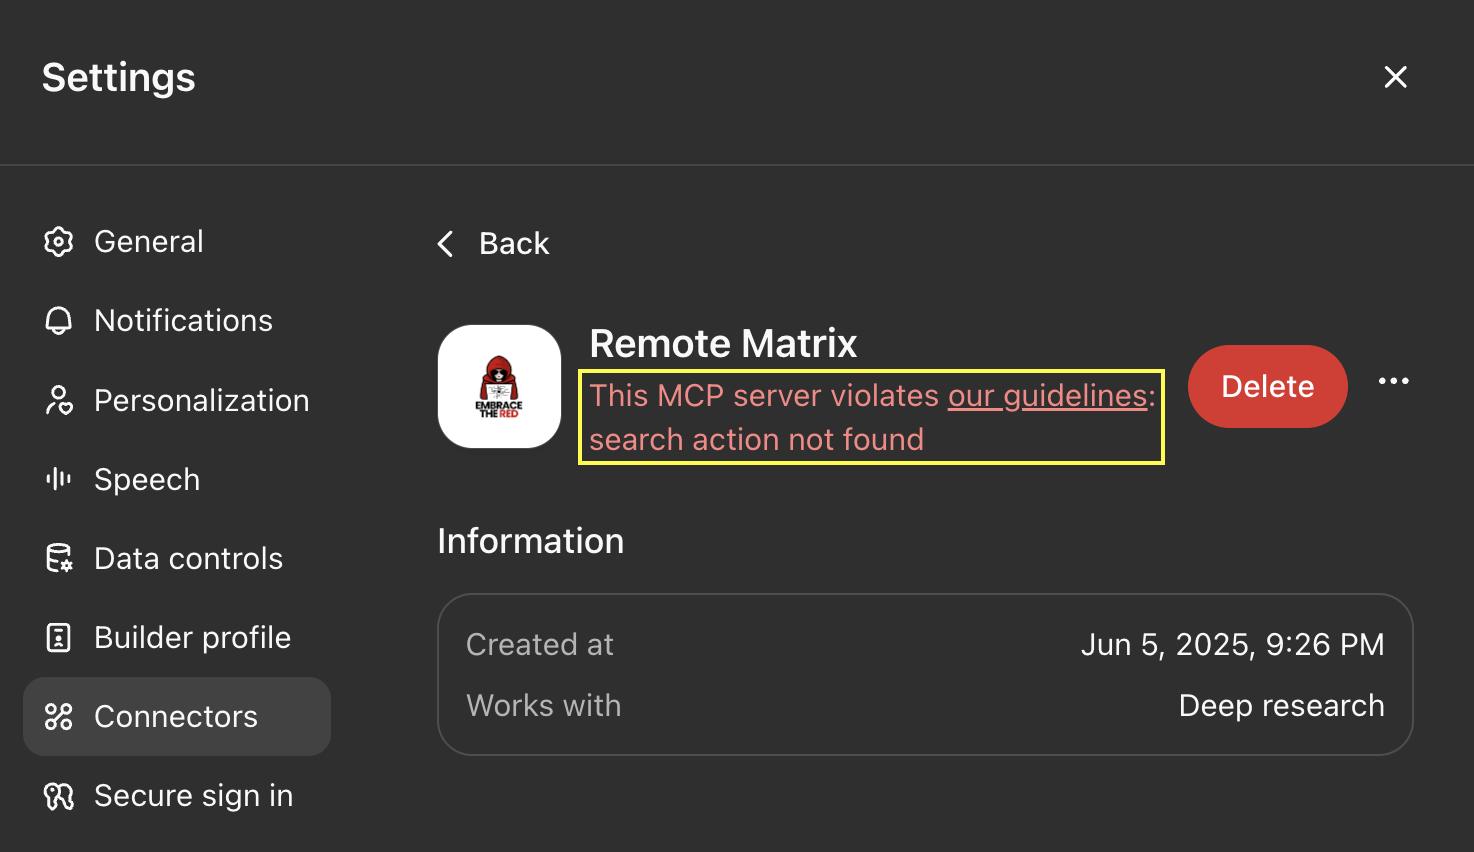 Settings
General
Notifications
Personalization
Speech
Data controls
Builder profile
Connectors
Secure sign in
Back
EMBRACE
THE RED
Remote Matrix
This MCP server violates our guidelines:
search action not found
Delete
Information
Created at Jun 5, 2025, 9:26 PM
Works with Deep research